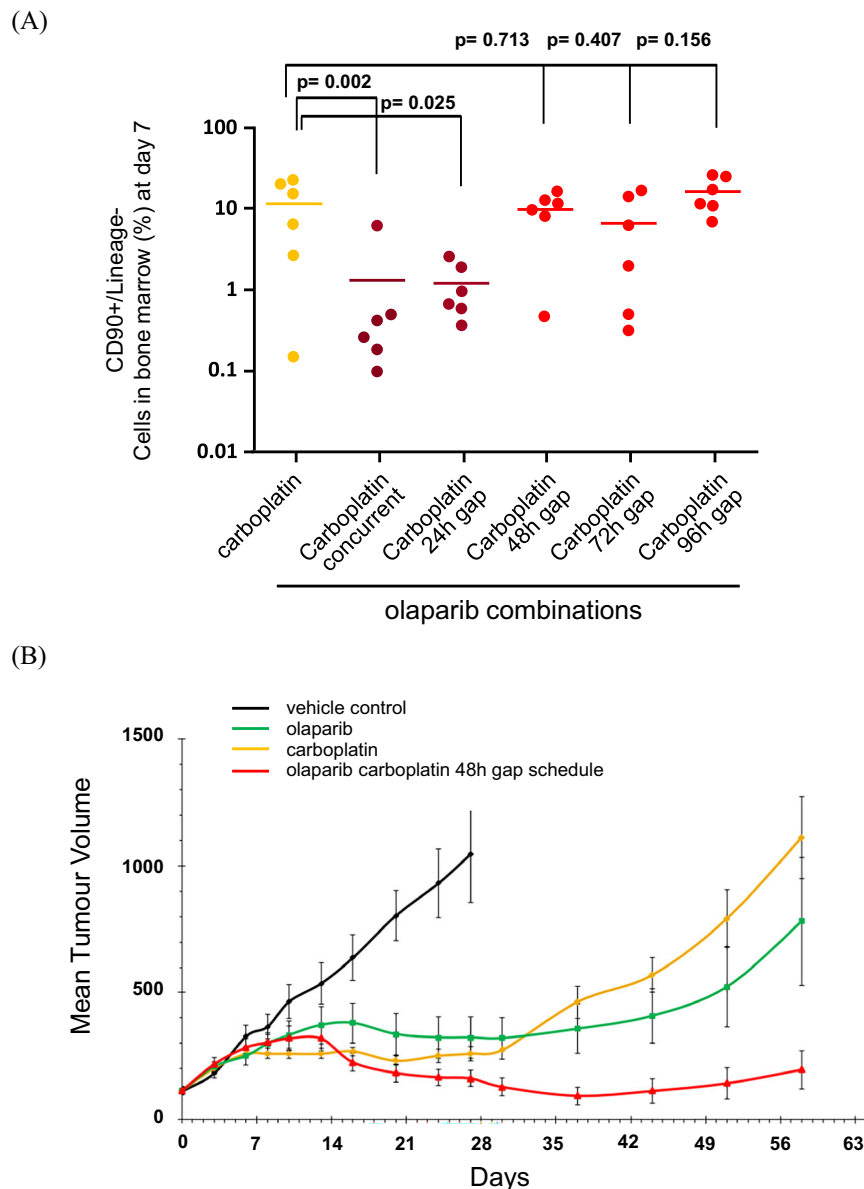 (A)
p= 0.713 p= 0.407 p= 0.156
p= 0.002
p= 0.025
CD90+/Lineage-
Cells in bone marrow (%) at day 7
100
10
1
0.1
0.01
carboplatin
Carboplatin
concurrent
Carboplatin
24h gap
Carboplatin
48h gap
Carboplatin
72h gap
Carboplatin
96h gap
olaparib combinations
(B)
vehicle control
olaparib
carboplatin
olaparib carboplatin 48h gap schedule
Mean Tumour Volume
1500
1000
500
0
0 7 14 21 28 35 42 49 56 63
Days